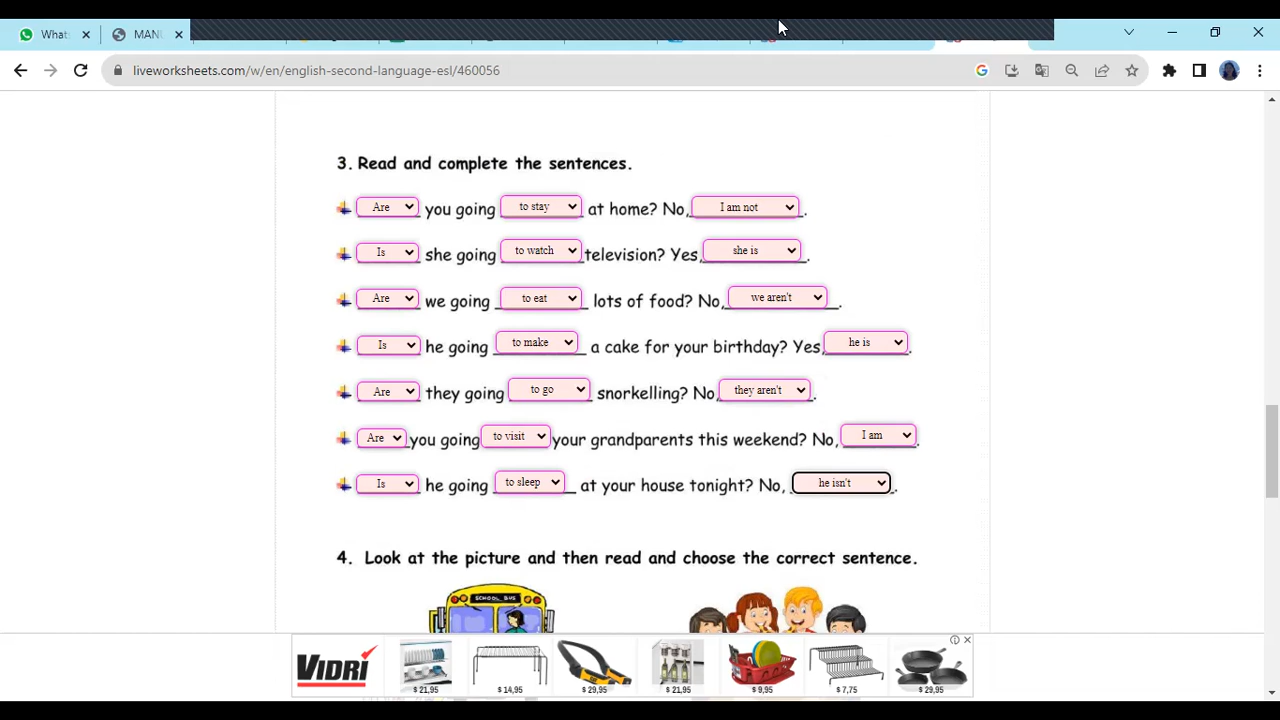 Whats
MANU
liveworksheets.com/w/en/english-second-language-esl/460056
3. Read and complete the sentences.
Are you going to stay at home? No, I am not.
Is she going to watch television? Yes, she is.
Are we going to eat lots of food? No, we aren't.
Is he going to make a cake for your birthday? Yes, he is.
Are they going to go snorkelling? No, they aren't.
Are you going to visit your grandparents this weekend? No, I am.
Is he going to sleep at your house tonight? No, he isn't.
4. Look at the picture and then read and choose the correct sentence.
SCHOOL BUS
VIDRI
$ 21,95 $ 14,95 $ 29,95 $ 21,95 $ 9,95 $ 7,75 $ 29,95